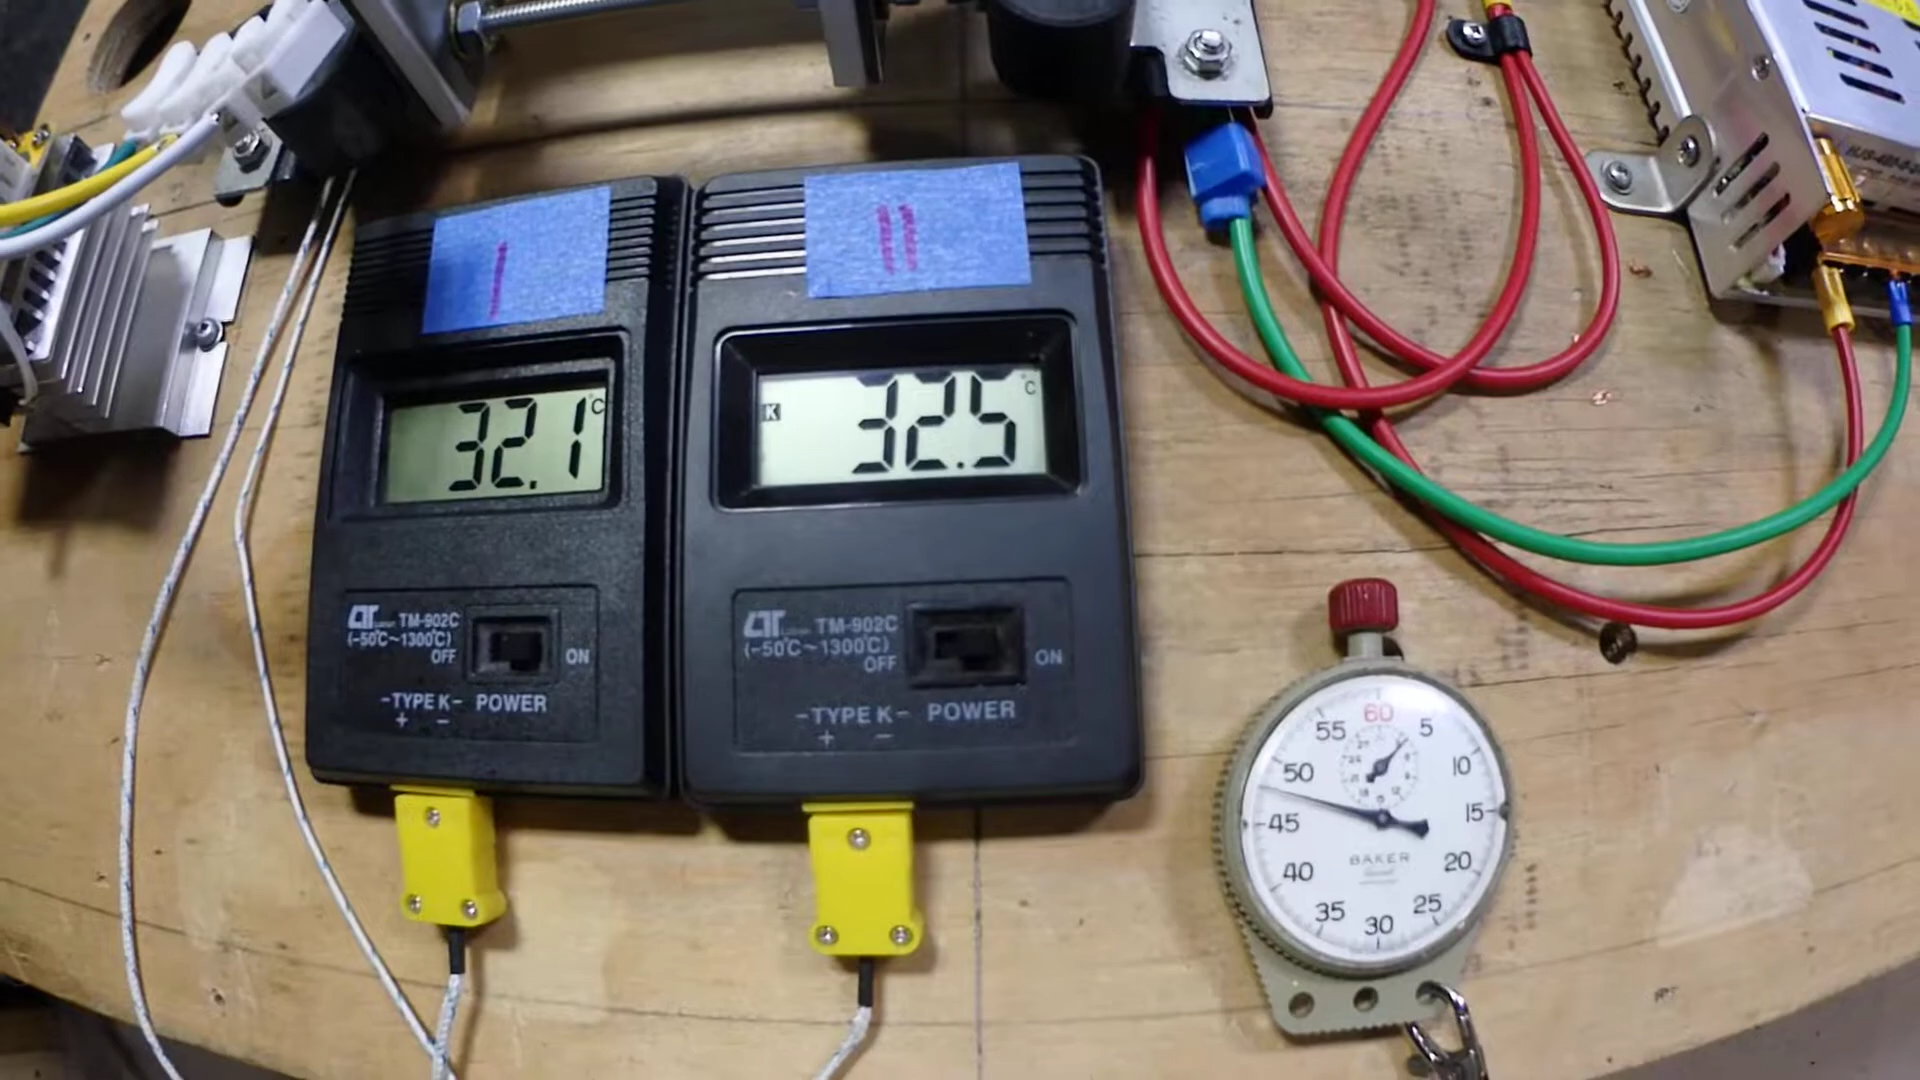 I
II
32.1 °C
K 32.5 °C
TM-902C
(-50℃~1300℃)
OFF
ON
-TYPE K- POWER
+ −
TM-902C
(-50℃~1300℃)
OFF
ON
-TYPE K- POWER
+ −
60
55
5
50
10
45
15
40
20
35
25
30
BAKER